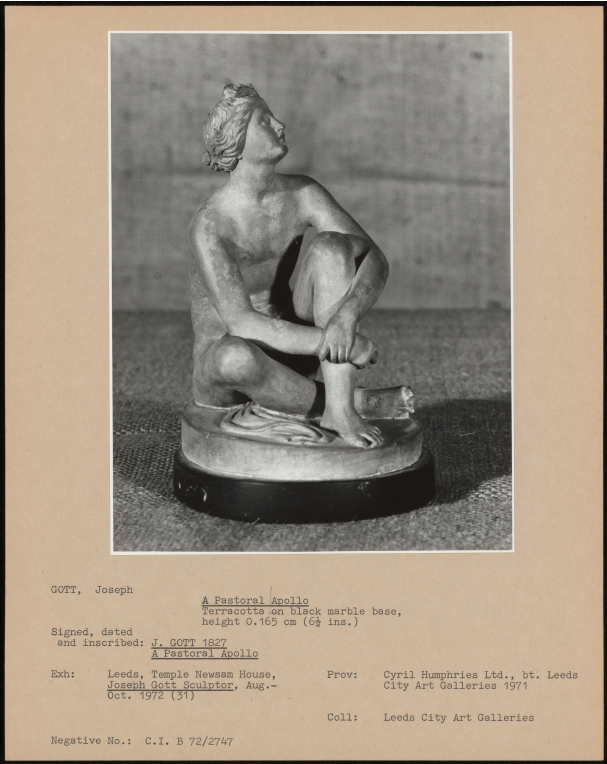 GOTT, Joseph
A Pastoral Apollo
Terracotta on black marble base,
height 0.165 cm (6½ ins.)
Signed, dated
and inscribed: J. GOTT 1827
A Pastoral Apollo
Exh: Leeds, Temple Newsam House,
Joseph Gott Sculptor, Aug.-
Oct. 1972 (31)
Prov: Cyril Humphries Ltd., bt. Leeds
City Art Galleries 1971
Coll: Leeds City Art Galleries
Negative No.: C.I. B 72/2747